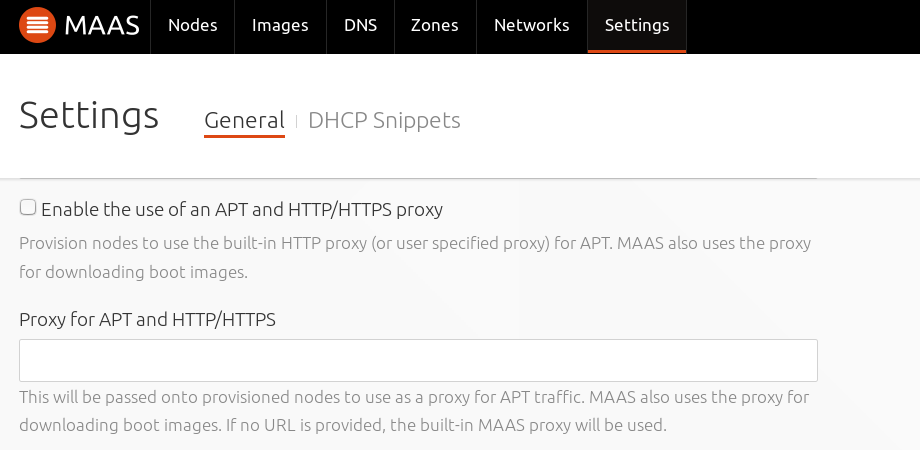 MAAS Nodes Images DNS Zones Networks Settings
Settings General DHCP Snippets
Enable the use of an APT and HTTP/HTTPS proxy
Provision nodes to use the built-in HTTP proxy (or user specified proxy) for APT. MAAS also uses the proxy
for downloading boot images.
Proxy for APT and HTTP/HTTPS
This will be passed onto provisioned nodes to use as a proxy for APT traffic. MAAS also uses the proxy for
downloading boot images. If no URL is provided, the built-in MAAS proxy will be used.